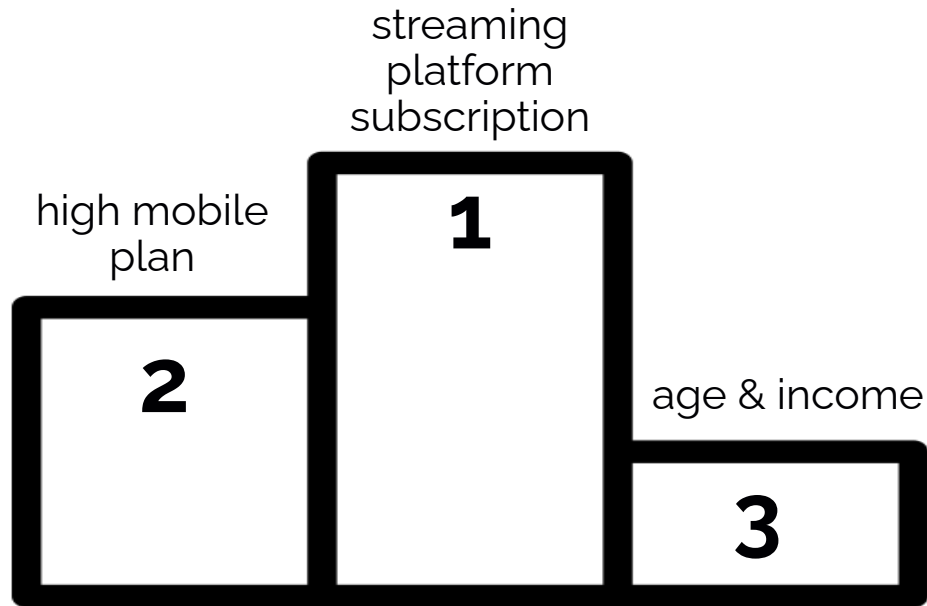 streaming
platform
subscription
1
high mobile
plan
2
age & income
3